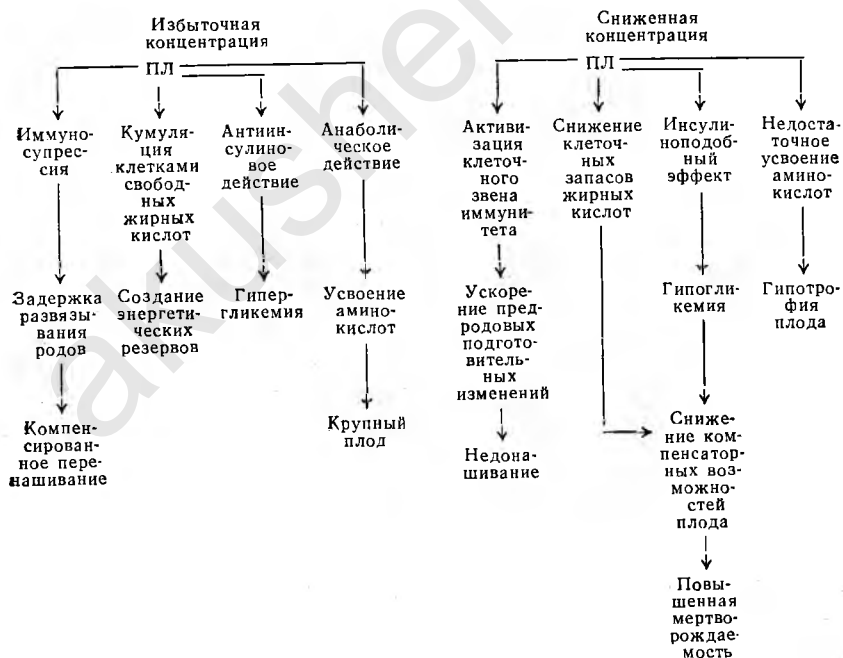 Избыточная
концентрация
ПЛ
Иммуно-
супрес-
сия
Задержка
развязы-
вания
родов
Компен-
сирован-
ное пере-
нашивание
Кумуля-
ция
клетками
свобод-
ных
жирных
кислот
Создание
энергети-
ческих
резервов
Антиин-
сулино-
вое
действие
Гипер-
гликемия
Анаболи-
ческое
действие
Усвоение
амино-
кислот
Крупный
плод
Сниженная
концентрация
ПЛ
Активи-
зация
клеточ-
ного
звена
иммуни-
тета
Ускоре-
ние пред-
родовых
подгото-
витель-
ных
изменений
Недона-
шивание
Снижение
клеточ-
ных
запасов
жирных
кислот
Инсули-
ноподоб-
ный
эффект
Гипогли-
кемия
Сниже-
ние ком-
пенсатор-
ных воз-
можно-
стей
плода
Повы-
шенная
мертво-
рождае-
мость
Недоста-
точное
усвоение
амино-
кислот
Гипотро-
фия
плода
akusher